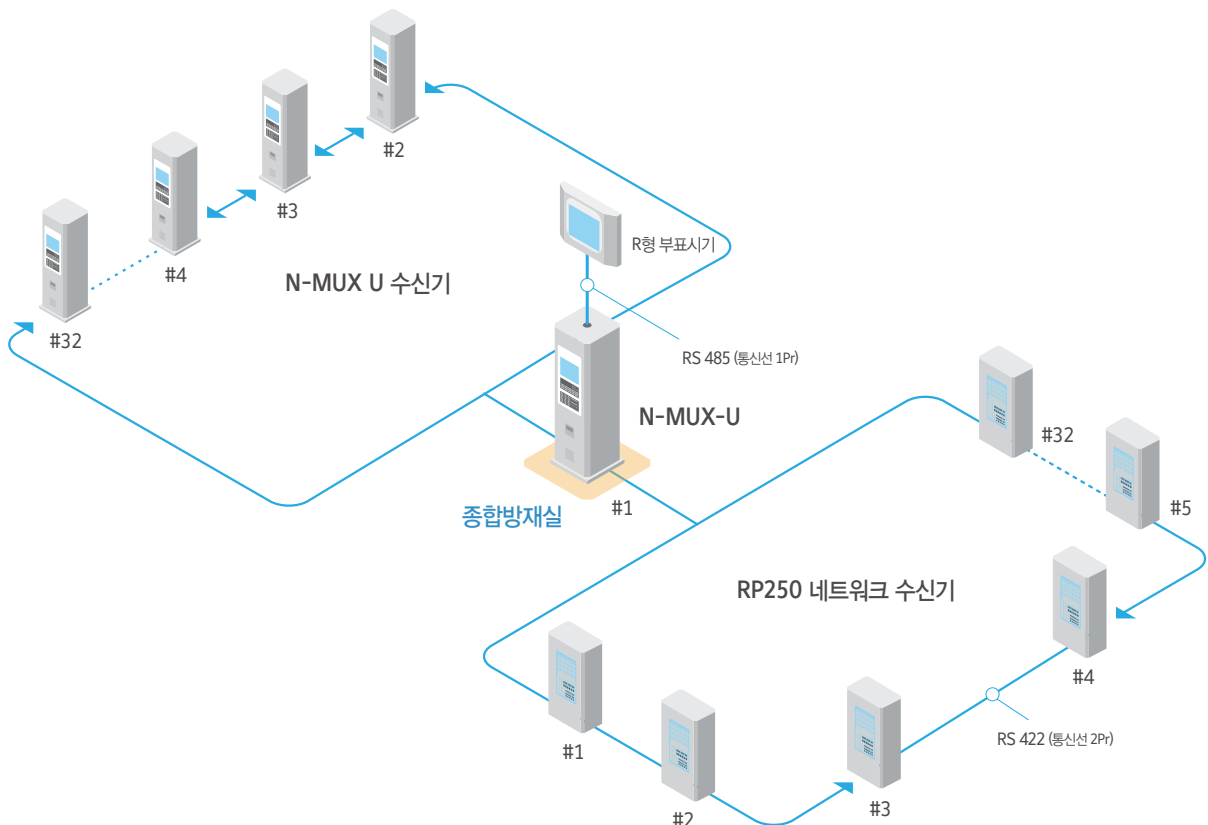 #2
#3
#4
#32
N-MUX U 수신기
R형 부표시기
RS 485 (통신선 1Pr)
N-MUX-U
#1
종합방재실
#32
#5
RP250 네트워크 수신기
#4
#1
#2
#3
RS 422 (통신선 2Pr)